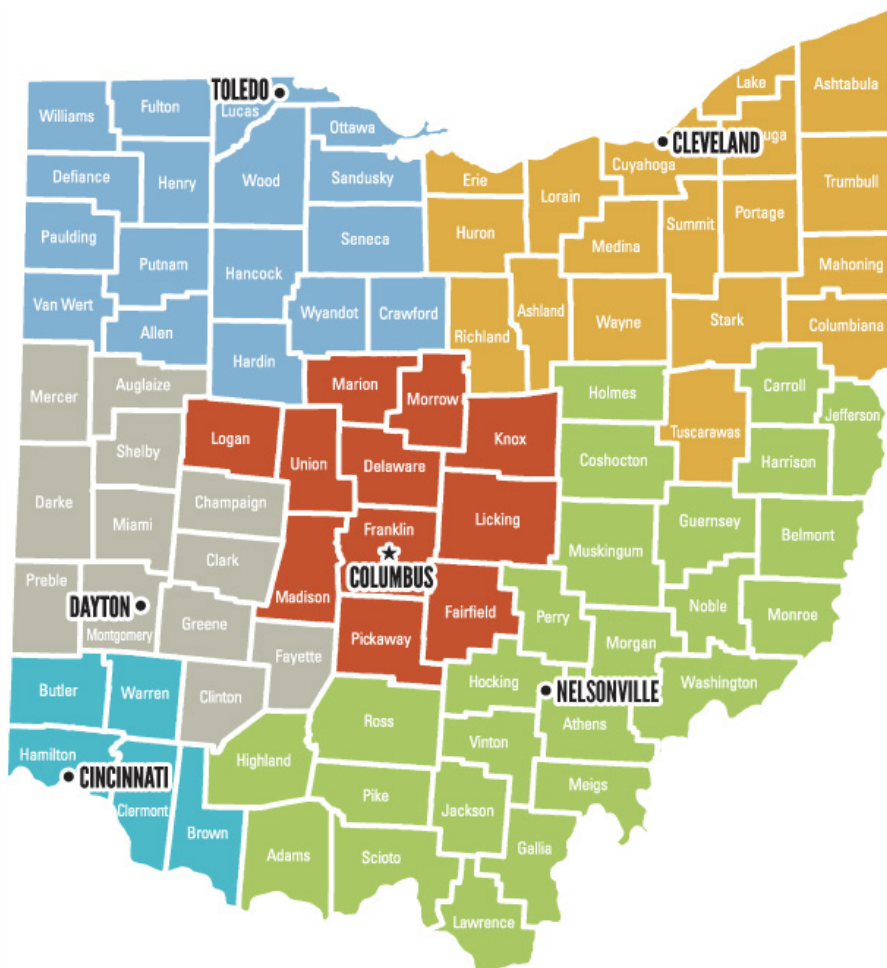 TOLEDO
Lucas
Williams
Fulton
Ottawa
Defiance
Henry
Wood
Sandusky
Paulding
Putnam
Hancock
Seneca
Van Wert
Allen
Wyandot
Crawford
Hardin
Lake
Ashtabula
CLEVELAND
Cuyahoga
Erie
Lorain
Trumbull
Huron
Medina
Summit
Portage
Mahoning
Richland
Ashland
Wayne
Stark
Columbiana
Tuscarawas
Mercer
Auglaize
Shelby
Darke
Miami
Champaign
Clark
Preble
DAYTON
Montgomery
Greene
Fayette
Clinton
Marion
Morrow
Logan
Union
Delaware
Knox
Franklin
COLUMBUS
Licking
Madison
Fairfield
Pickaway
Holmes
Carroll
Jefferson
Coshocton
Harrison
Muskingum
Guernsey
Belmont
Perry
Noble
Monroe
Morgan
Hocking
NELSONVILLE
Washington
Athens
Ross
Vinton
Highland
Pike
Jackson
Meigs
Adams
Scioto
Gallia
Lawrence
Butler
Warren
Hamilton
CINCINNATI
Clermont
Brown